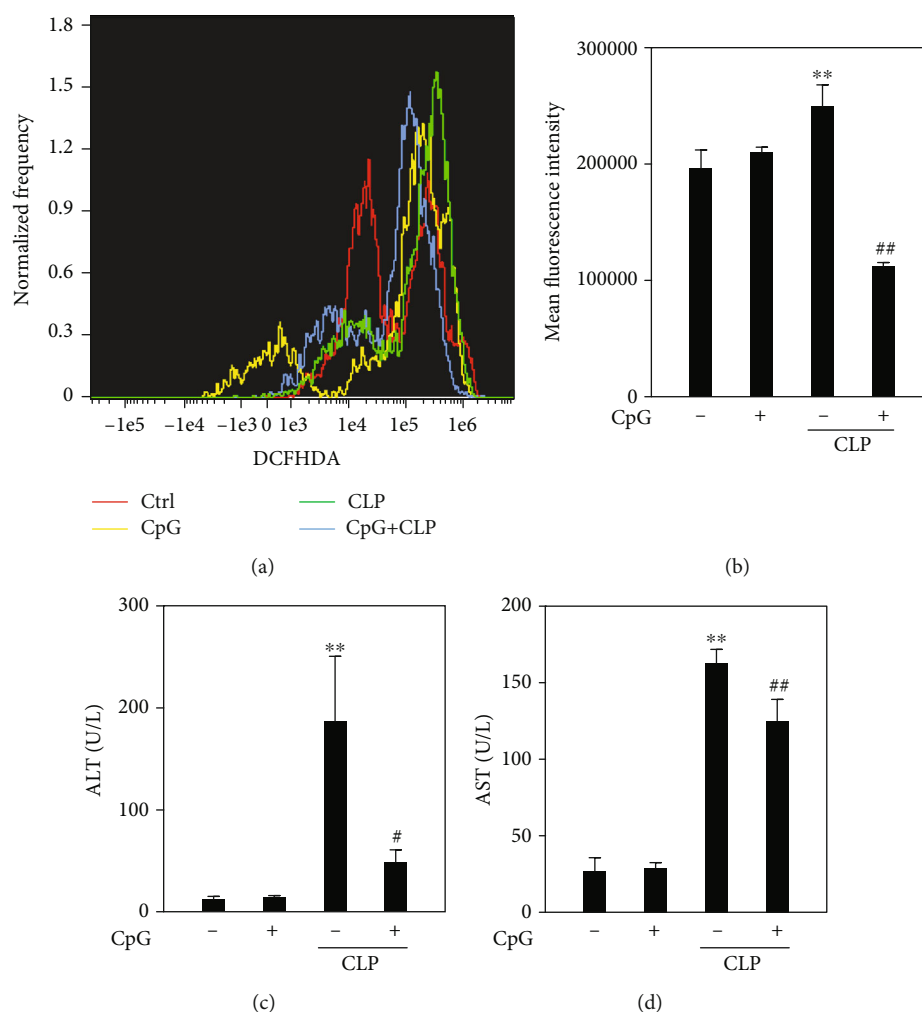 1.8
1.5
1.2
0.9
0.6
0.3
0
Normalized frequency
−1e5 −1e4 −1e3 0 1e3 1e4 1e5 1e6
DCFHDA
Ctrl CLP
CpG CpG+CLP
(a)
300000
200000
100000
0
Mean fluorescence intensity
**
##
CpG − + − +
CLP
(b)
300
200
100
0
ALT (U/L)
**
#
CpG − + − +
CLP
(c)
200
150
100
50
0
AST (U/L)
**
##
CpG − + − +
CLP
(d)